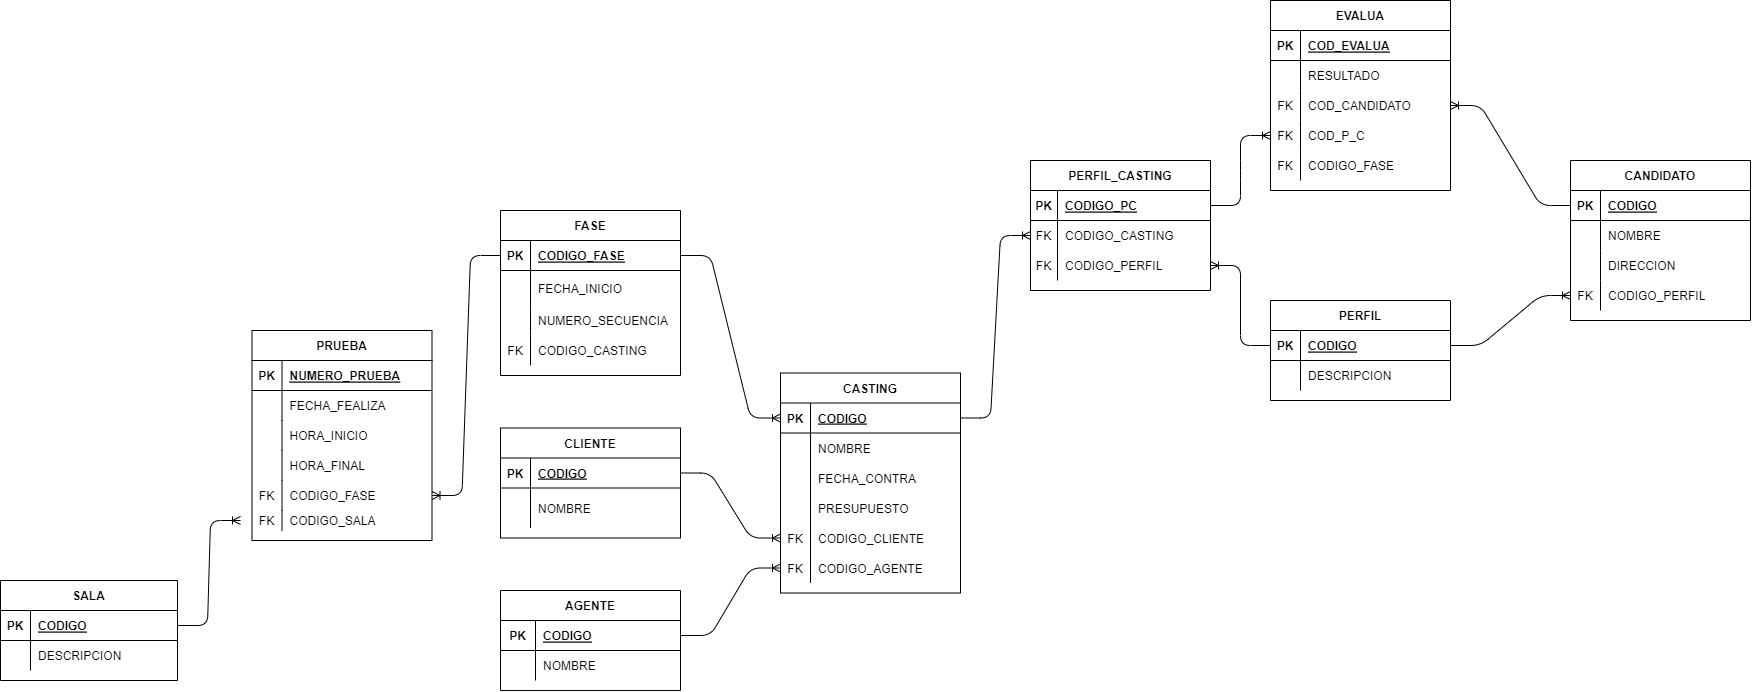 EVALUA
PK COD_EVALUA
RESULTADO
FK COD_CANDIDATO
FK COD_P_C
FK CODIGO_FASE
PERFIL_CASTING
PK CODIGO_PC
FK CODIGO_CASTING
FK CODIGO_PERFIL
CANDIDATO
PK CODIGO
NOMBRE
DIRECCION
FK CODIGO_PERFIL
FASE
PK CODIGO_FASE
FECHA_INICIO
NUMERO_SECUENCIA
FK CODIGO_CASTING
PERFIL
PK CODIGO
DESCRIPCION
PRUEBA
PK NUMERO_PRUEBA
FECHA_FEALIZA
HORA_INICIO
HORA_FINAL
FK CODIGO_FASE
FK CODIGO_SALA
CASTING
PK CODIGO
NOMBRE
FECHA_CONTRA
PRESUPUESTO
FK CODIGO_CLIENTE
FK CODIGO_AGENTE
CLIENTE
PK CODIGO
NOMBRE
SALA
PK CODIGO
DESCRIPCION
AGENTE
PK CODIGO
NOMBRE